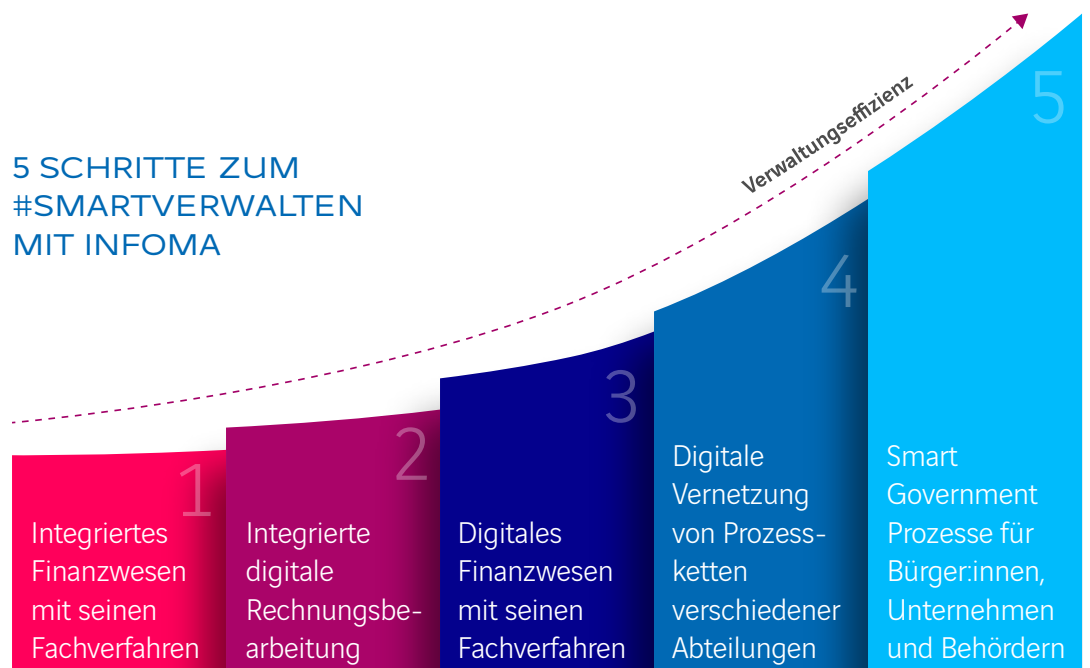 5 SCHRITTE ZUM
#SMARTVERWALTEN
MIT INFOMA
Verwaltungseffizienz
1
Integriertes
Finanzwesen
mit seinen
Fachverfahren
2
Integrierte
digitale
Rechnungsbe-
arbeitung
3
Digitales
Finanzwesen
mit seinen
Fachverfahren
4
Digitale
Vernetzung
von Prozess-
ketten
verschiedener
Abteilungen
5
Smart
Government
Prozesse für
Bürger:innen,
Unternehmen
und Behördern